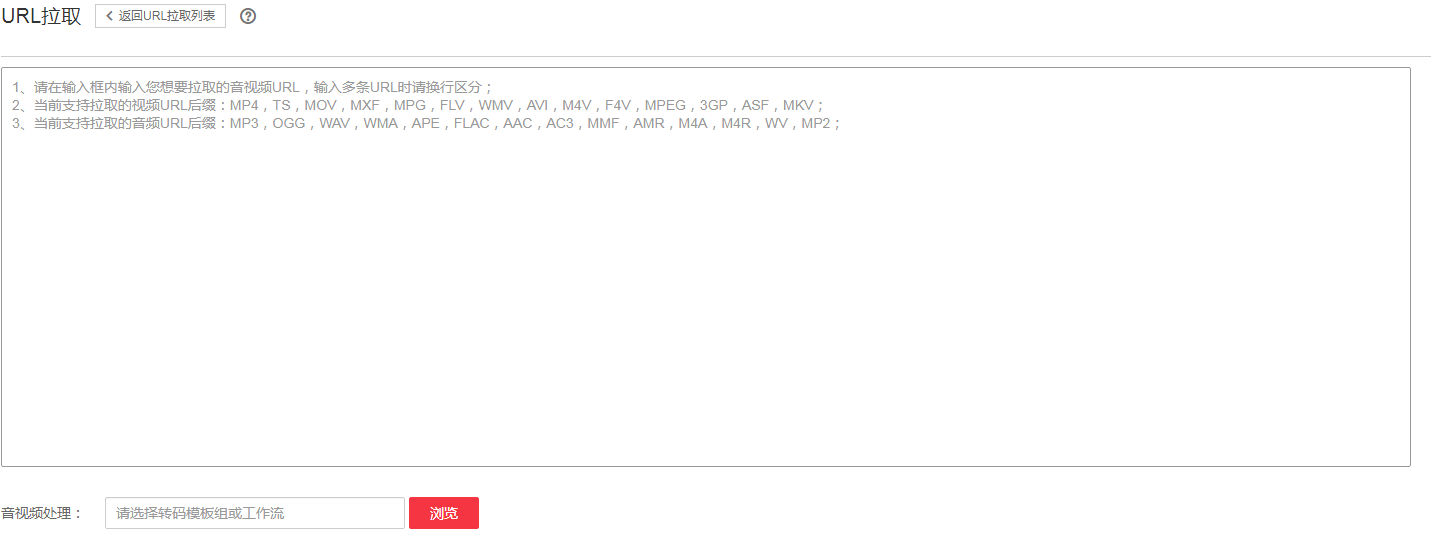 URL拉取 返回URL拉取列表
1、请在输入框内输入您想要拉取的音视频URL，输入多条URL时请换行区分；
2、当前支持拉取的视频URL后缀：MP4，TS，MOV，MXF，MPG，FLV，WMV，AVI，M4V，F4V，MPEG，3GP，ASF，MKV；
3、当前支持拉取的音频URL后缀：MP3，OGG，WAV，WMA，APE，FLAC，AAC，AC3，MMF，AMR，M4A，M4R，WV，MP2；
音视频处理： 请选择转码模板组或工作流 浏览